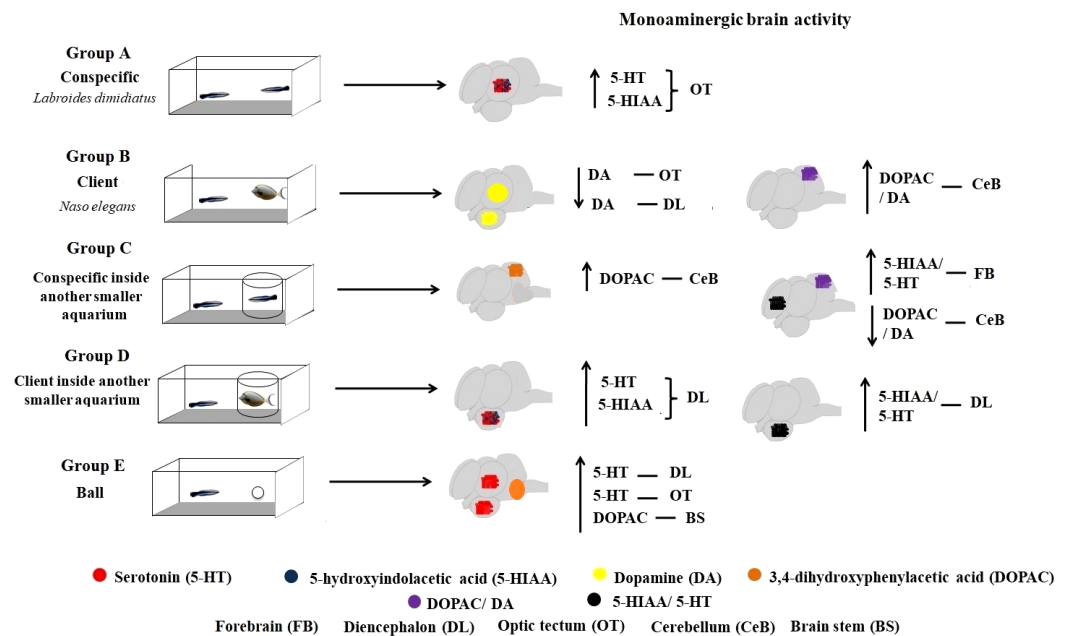 Monoaminergic brain activity
Group A
Conspecific
Labroides dimidiatus
5-HT
5-HIAA
OT
Group B
Client
Naso elegans
DA — OT
DA — DL
DOPAC
/ DA
— CeB
Group C
Conspecific inside
another smaller
aquarium
DOPAC — CeB
5-HIAA/
5-HT
— FB
DOPAC
/ DA
— CeB
Group D
Client inside another
smaller aquarium
5-HT
5-HIAA
DL
5-HIAA/
5-HT
— DL
Group E
Ball
5-HT — DL
5-HT — OT
DOPAC — BS
Serotonin (5-HT)
5-hydroxyindolacetic acid (5-HIAA)
Dopamine (DA)
3,4-dihydroxyphenylacetic acid (DOPAC)
DOPAC/ DA
5-HIAA/ 5-HT
Forebrain (FB) Diencephalon (DL) Optic tectum (OT) Cerebellum (CeB) Brain stem (BS)